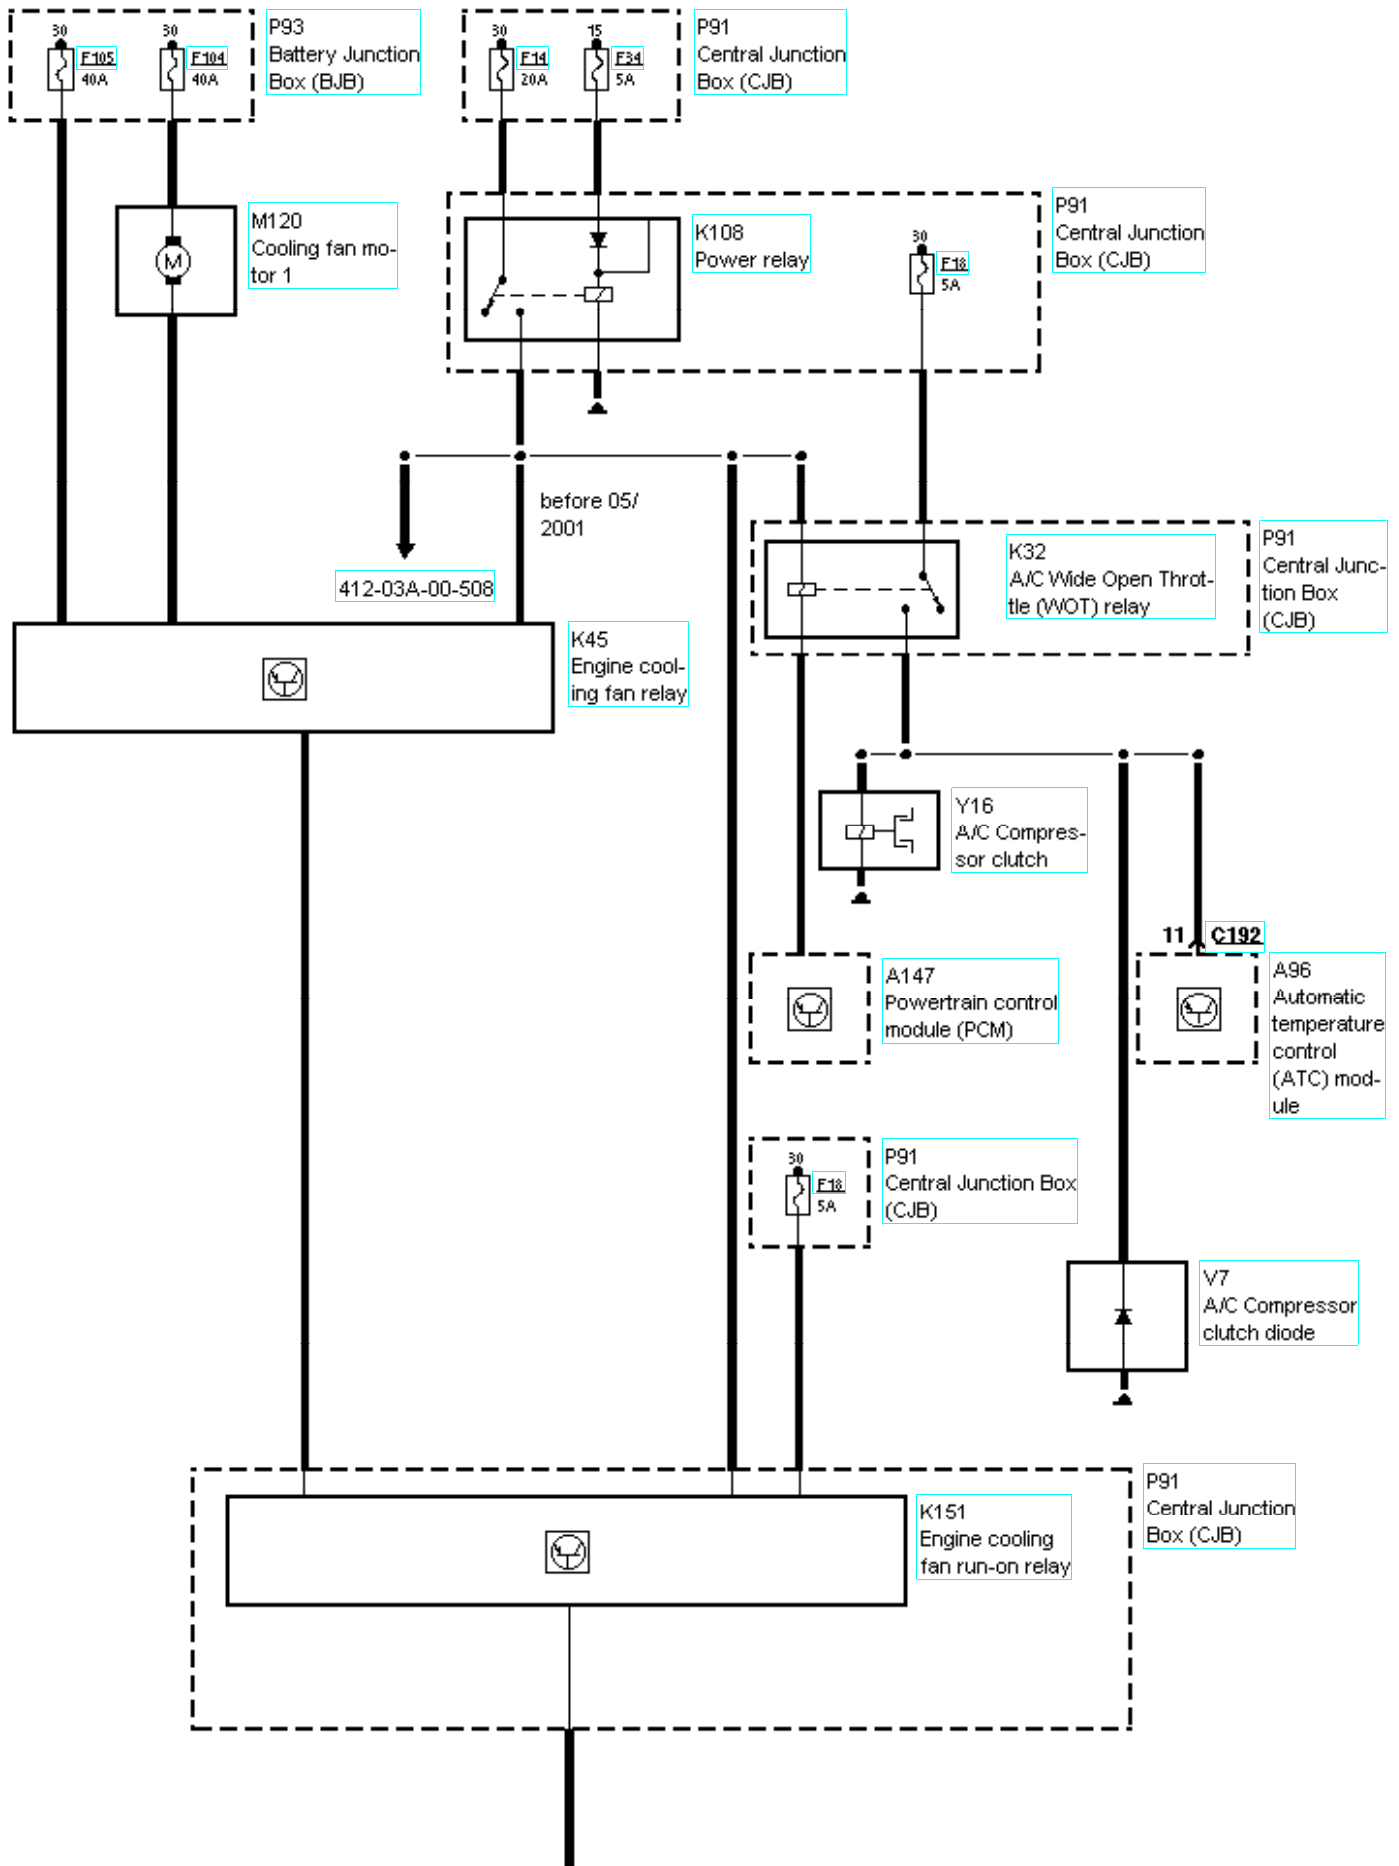 30
F105
40A
30
F104
40A
P93
Battery Junction
Box (BJB)
30
F14
20A
15
F34
5A
P91
Central Junction
Box (CJB)
M120
Cooling fan mo-
tor 1
M
K108
Power relay
30
F18
5A
P91
Central Junction
Box (CJB)
before 05/
2001
412-03A-00-508
K32
A/C Wide Open Throt-
tle (WOT) relay
P91
Central Junc-
tion Box
(CJB)
K45
Engine cool-
ing fan relay
Y16
A/C Compres-
sor clutch
11
C192
A147
Powertrain control
module (PCM)
A96
Automatic
temperature
control
(ATC) mod-
ule
30
F18
5A
P91
Central Junction Box
(CJB)
V7
A/C Compressor
clutch diode
K151
Engine cooling
fan run-on relay
P91
Central Junction
Box (CJB)